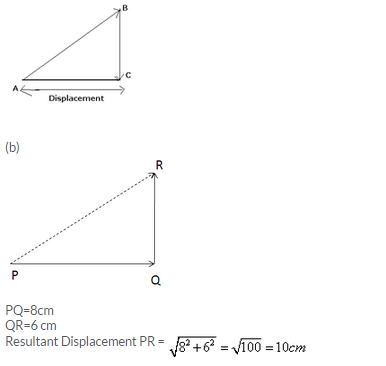 B
A
C
Displacement
(b)
R
P
Q
PQ=8cm
QR=6 cm
Resultant Displacement PR = √8²+6² = √100 = 10cm